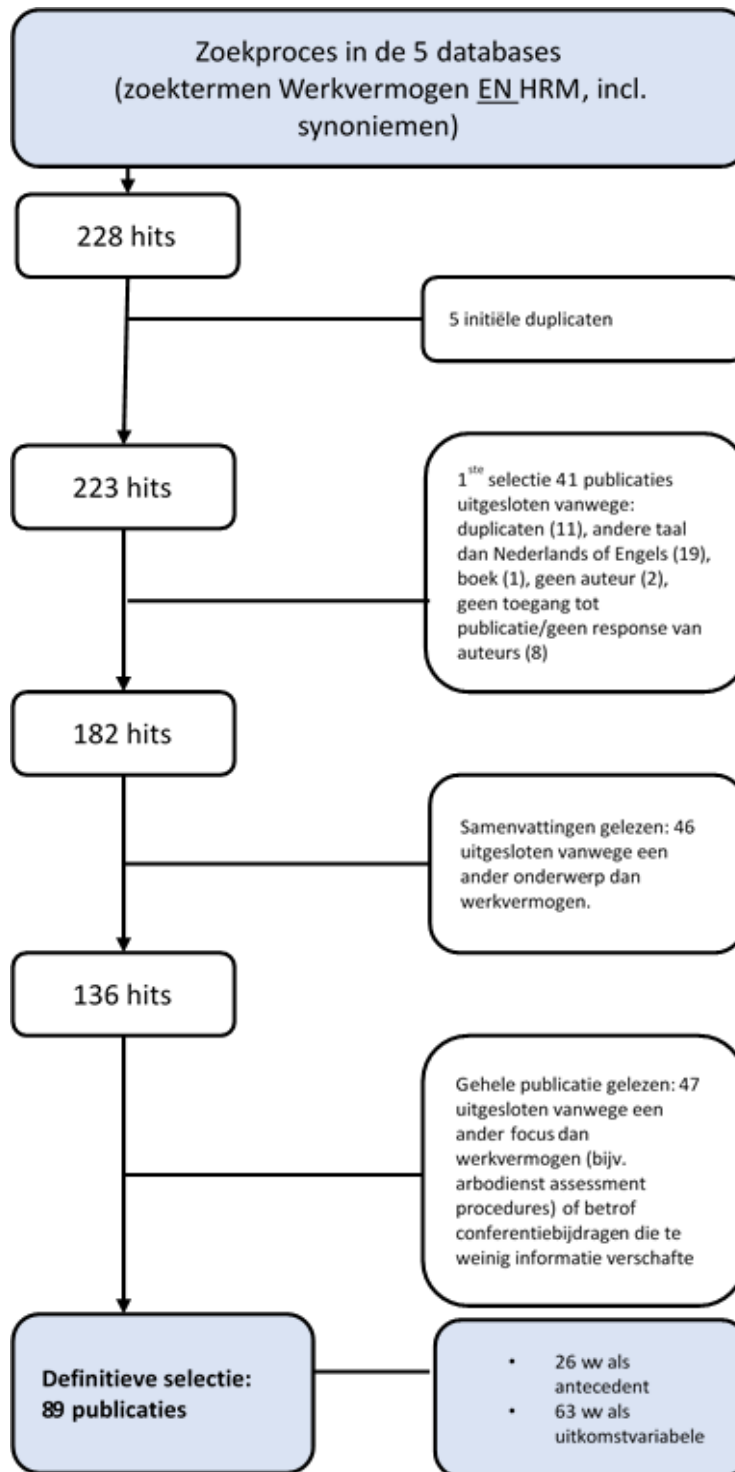 Zoekproces in de 5 databases
(zoektermen Werkvermogen EN HRM, incl.
synoniemen)
228 hits
5 initiële duplicaten
223 hits
1ste selectie 41 publicaties
uitgesloten vanwege:
duplicaten (11), andere taal
dan Nederlands of Engels (19),
boek (1), geen auteur (2),
geen toegang tot
publicatie/geen response van
auteurs (8)
182 hits
Samenvattingen gelezen: 46
uitgesloten vanwege een
ander onderwerp dan
werkvermogen.
136 hits
Gehele publicatie gelezen: 47
uitgesloten vanwege een
ander focus dan
werkvermogen (bijv.
arbodienst assessment
procedures) of betrof
conferentiebijdragen die te
weinig informatie verschafte
Definitieve selectie:
89 publicaties
• 26 wv als
antecedent
• 63 wv als
uitkomstvariabele